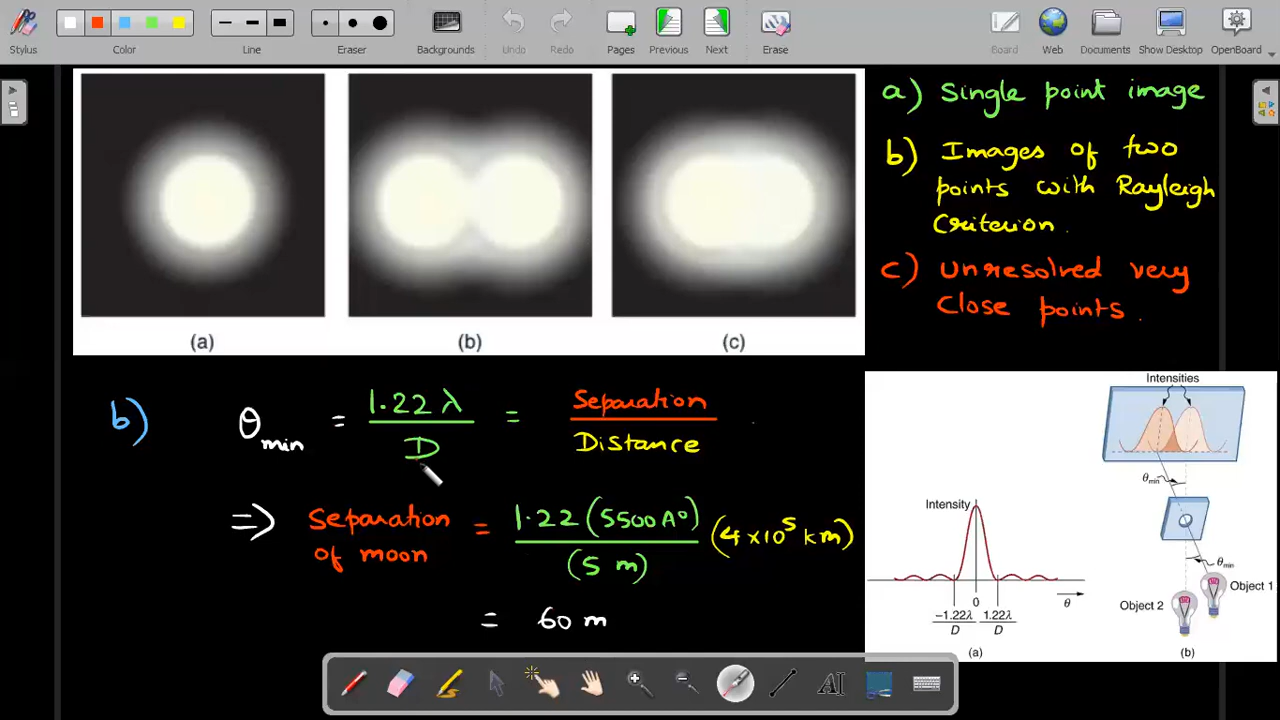 Stylus
Color
Line
Eraser
Backgrounds
Undo
Redo
Pages
Previous
Next
Erase
Board
Web
Documents
Show Desktop
OpenBoard
(a)
(b)
(c)
a) Single point image
b) Images of two
points with Rayleigh
Criterion.
c) Unresolved very
close points.
b) θmin = 1.22 λ / D = Separation / Distance
=> Separation of moon = 1.22 (5500 A°) / (5 m) (4 x 10⁵ km)
= 60 m
Intensity
0
θ
−1.22λ / D
1.22λ / D
(a)
Intensities
θmin
θmin
Object 1
Object 2
(b)